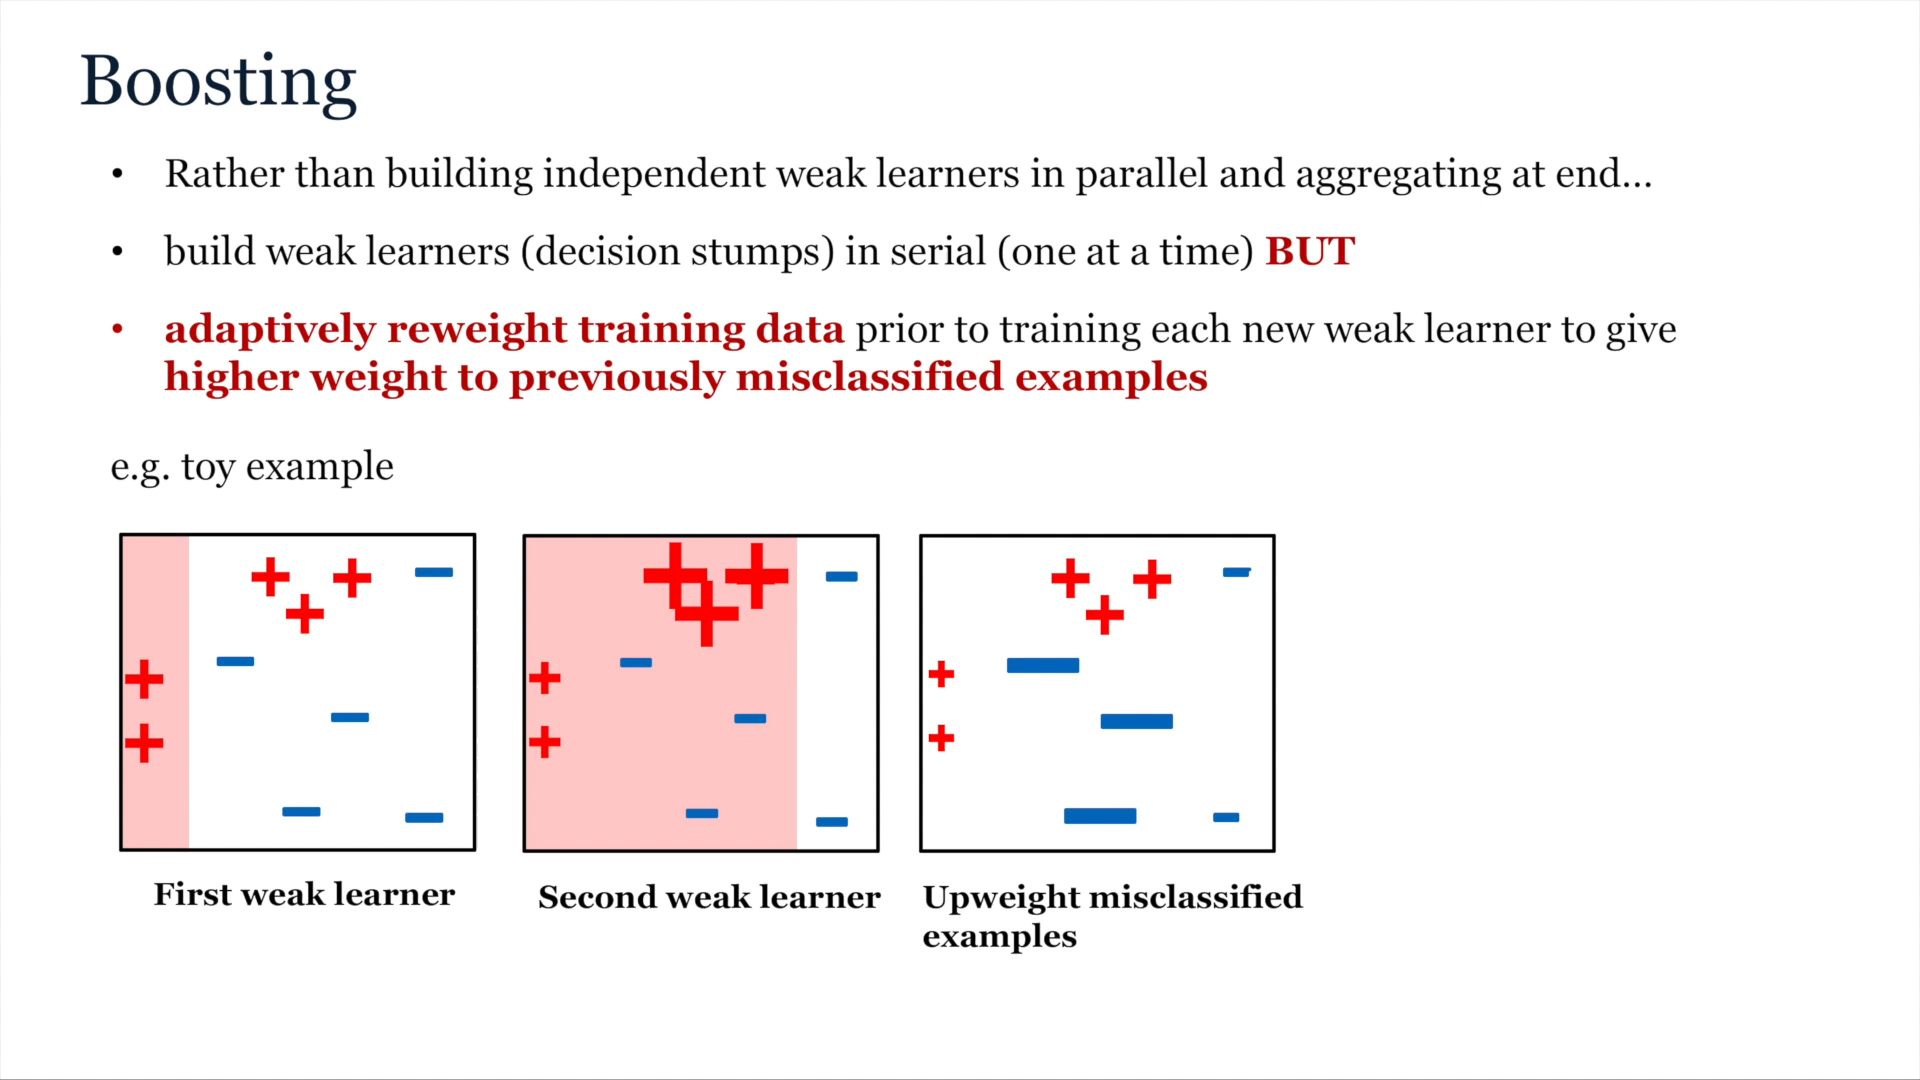 Boosting
• Rather than building independent weak learners in parallel and aggregating at end...
• build weak learners (decision stumps) in serial (one at a time) BUT
• adaptively reweight training data prior to training each new weak learner to give
higher weight to previously misclassified examples
e.g. toy example
First weak learner
Second weak learner
Upweight misclassified
examples